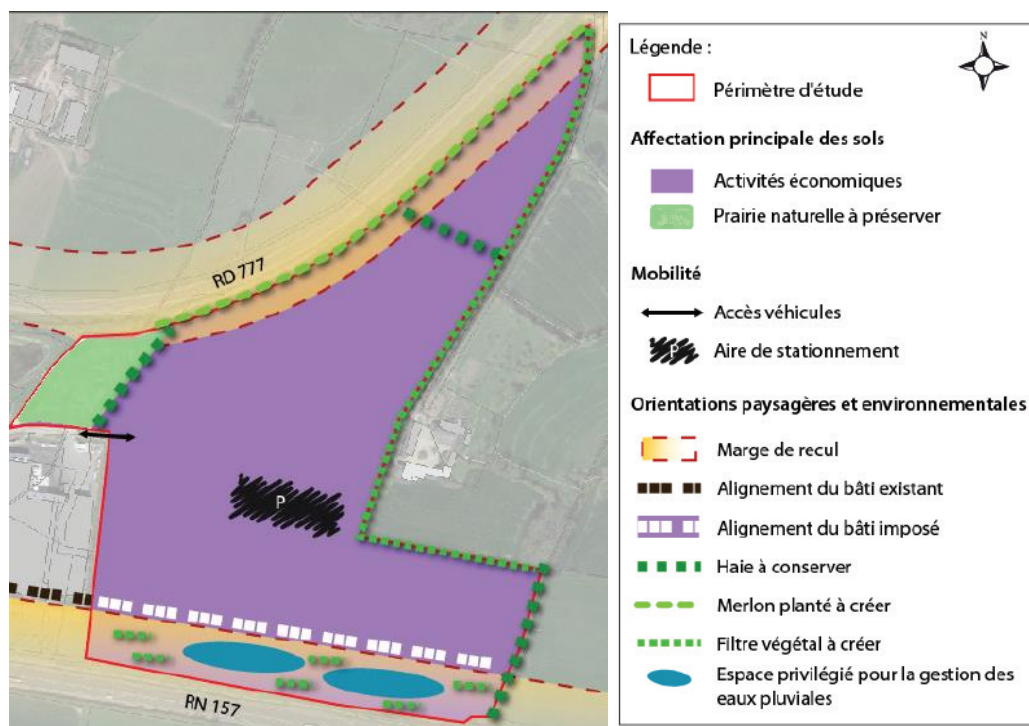 RD 777
P
RN 157
N
Légende :
Périmètre d'étude
Affectation principale des sols
Activités économiques
Prairie naturelle à préserver
Mobilité
Accès véhicules
P
Aire de stationnement
Orientations paysagères et environnementales
Marge de recul
Alignement du bâti existant
Alignement du bâti imposé
Haie à conserver
Merlon planté à créer
Filtre végétal à créer
Espace privilégié pour la gestion des
eaux pluviales